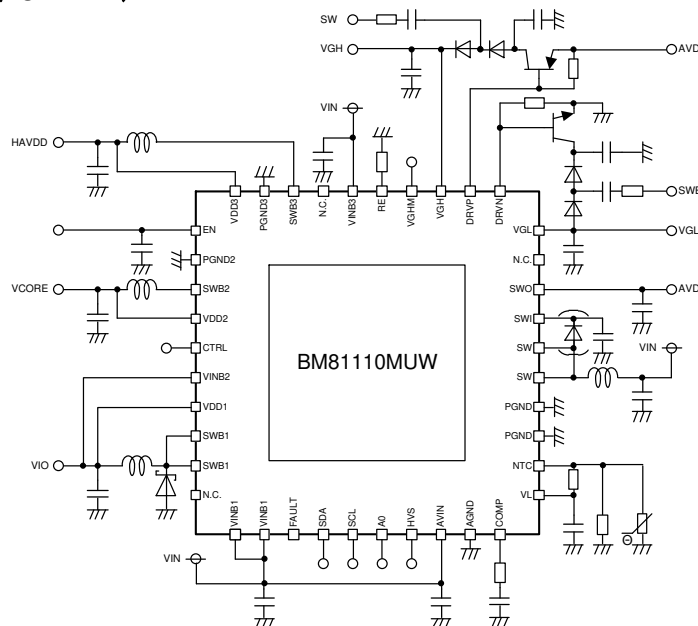 SW
VGH
AVD
VIN
HAVDD
SWB
VGL
VDD3
PGND3
SWB3
N.C.
VINB3
RE
VGHM
VGH
DRVP
DRVN
EN
PGND2
VCORE
SWB2
VDD2
CTRL
VINB2
VDD1
SWB1
VIO
SWB1
N.C.
BM81110MUW
VGL
N.C.
SWO
AVD
SWI
SW
VIN
SW
PGND
PGND
NTC
VL
Θ
VINB1
VINB1
FAULT
SDA
SCL
A0
HVS
AVIN
AGND
COMP
VIN